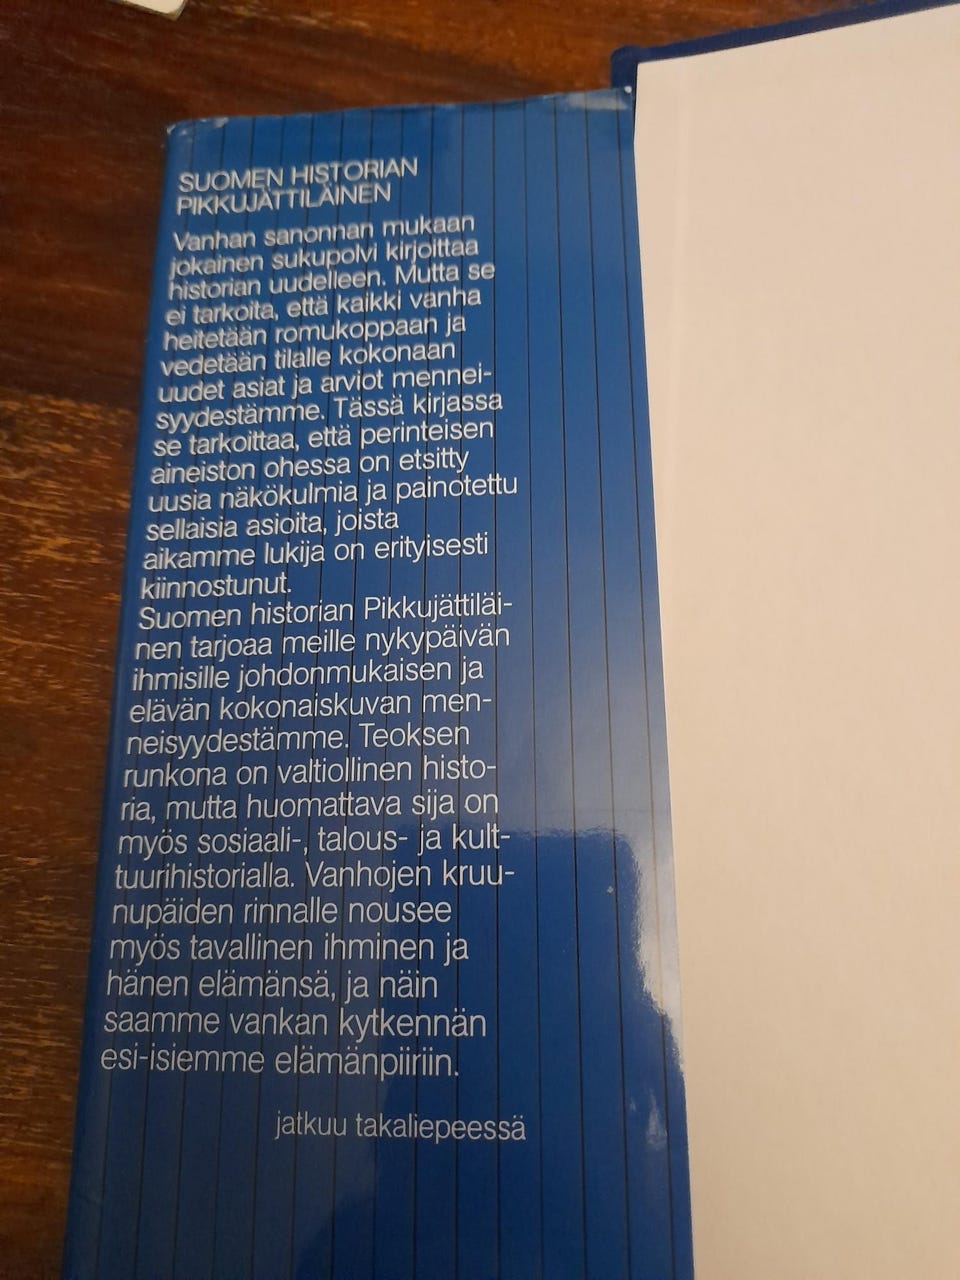 SUOMEN HISTORIAN
PIKKUJÄTTILÄINEN
Vanhan sanonnan mukaan
jokainen sukupolvi kirjoittaa
historian uudelleen. Mutta se
ei tarkoita, että kaikki vanha
heitetään romukoppaan ja
vedetään tilalle kokonaan
uudet asiat ja arviot mennei-
syydestämme. Tässä kirjassa
se tarkoittaa, että perinteisen
aineiston ohessa on etsitty
uusia näkökulmia ja painotettu
sellaisia asioita, joista
aikamme lukija on erityisesti
kiinnostunut.
Suomen historian Pikkujättiläi-
nen tarjoaa meille nykypäivän
ihmisille johdonmukaisen ja
elävän kokonaiskuvan men-
neisyydestämme. Teoksen
runkona on valtiollinen histo-
ria, mutta huomattava sija on
myös sosiaali-, talous- ja kult-
tuurihistorialla. Vanhojen kruu-
nupäiden rinnalle nousee
myös tavallinen ihminen ja
hänen elämänsä, ja näin
saamme vankan kytkennän
esi-isiemme elämänpiiriin.
jatkuu takaliepeessä